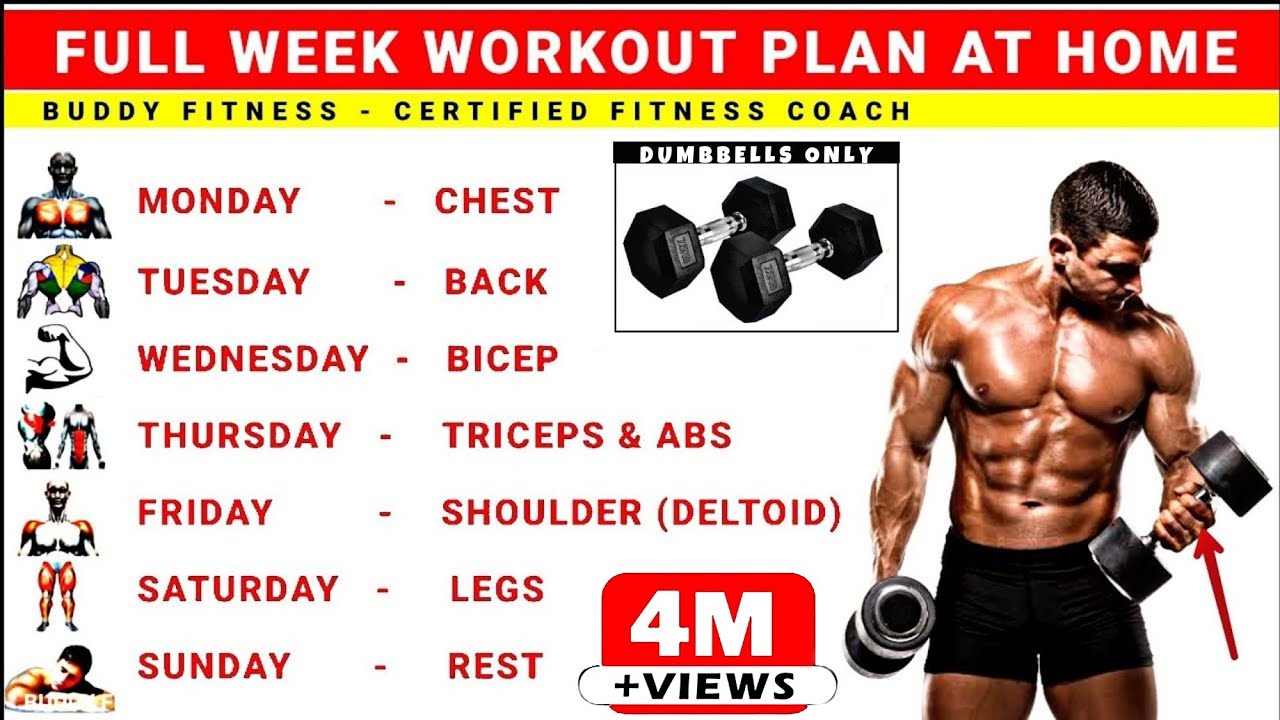 FULL WEEK WORKOUT PLAN AT HOME
BUDDY FITNESS - CERTIFIED FITNESS COACH
DUMBBELLS ONLY
MONDAY - CHEST
TUESDAY - BACK
WEDNESDAY - BICEP
THURSDAY - TRICEPS & ABS
FRIDAY - SHOULDER (DELTOID)
SATURDAY - LEGS
SUNDAY - REST
4M
+VIEWS